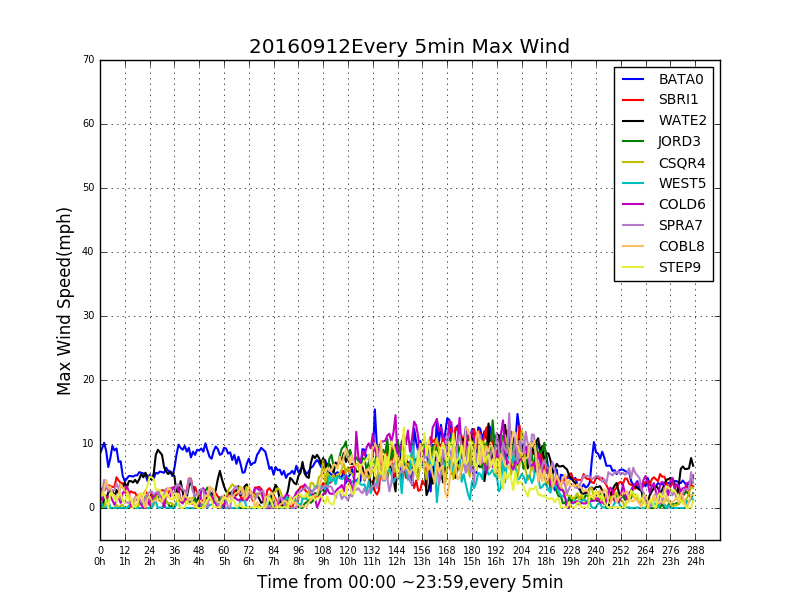 20160912Every 5min Max Wind
70
60
50
40
30
20
10
0
Max Wind Speed(mph)
BATA0
SBRI1
WATE2
JORD3
CSQR4
WEST5
COLD6
SPRA7
COBL8
STEP9
0 12 24 36 48 60 72 84 96 108 120 132 144 156 168 180 192 204 216 228 240 252 264 276 288
0h 1h 2h 3h 4h 5h 6h 7h 8h 9h 10h 11h 12h 13h 14h 15h 16h 17h 18h 19h 20h 21h 22h 23h 24h
Time from 00:00 ~23:59,every 5min